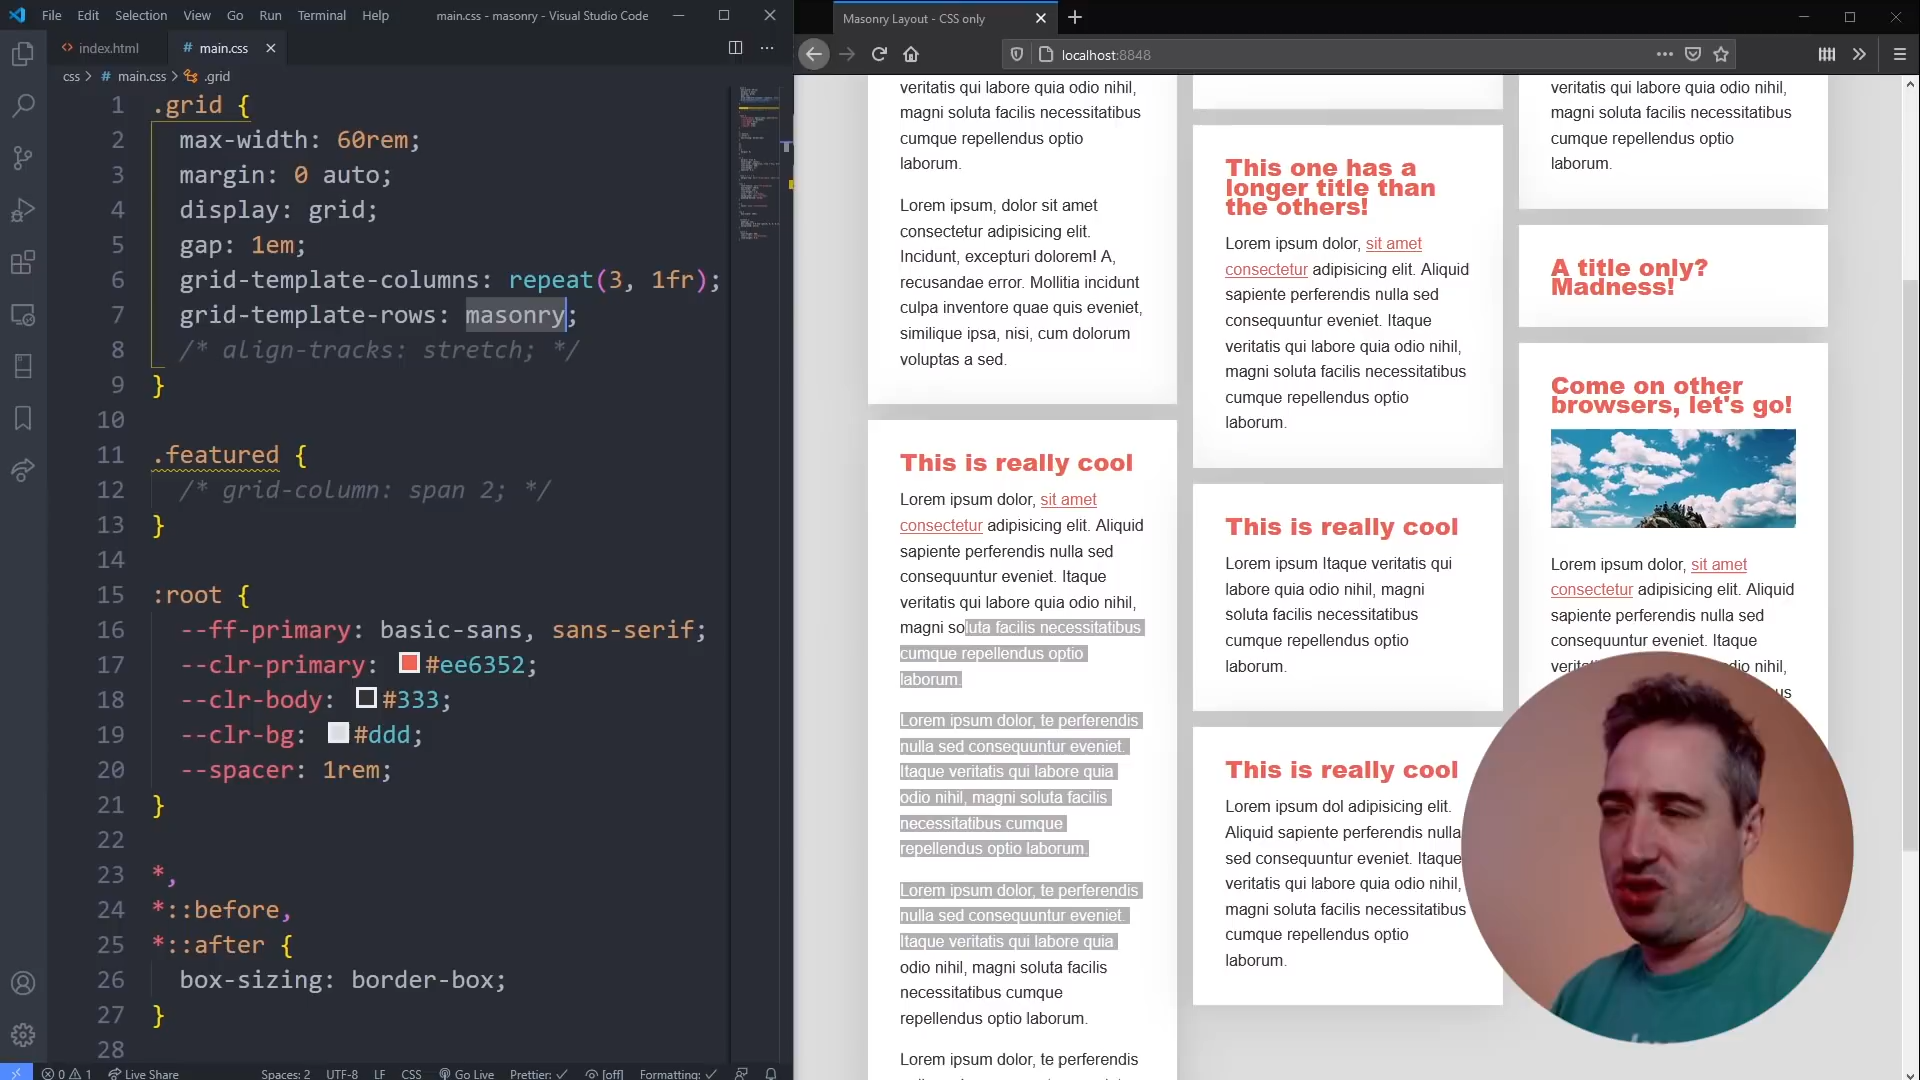 File Edit Selection View Go Run Terminal Help main.css - masonry - Visual Studio Code
index.html
# main.css
css > # main.css > .grid
1 .grid {
2 max-width: 60rem;
3 margin: 0 auto;
4 display: grid;
5 gap: 1em;
6 grid-template-columns: repeat(3, 1fr);
7 grid-template-rows: masonry;
8 /* align-tracks: stretch; */
9 }
10
11 .featured {
12 /* grid-column: span 2; */
13 }
14
15 :root {
16 --ff-primary: basic-sans, sans-serif;
17 --clr-primary: #ee6352;
18 --clr-body: #333;
19 --clr-bg: #ddd;
20 --spacer: 1rem;
21 }
22
23 *,
24 *::before,
25 *::after {
26 box-sizing: border-box;
27 }
28
0 1 Live Share Spaces: 2 UTF-8 LF CSS Go Live Prettier: ✓ [off] Formatting: ✓
Masonry Layout - CSS only
localhost:8848
veritatis qui labore quia odio nihil,
magni soluta facilis necessitatibus
cumque repellendus optio
laborum.
Lorem ipsum, dolor sit amet
consectetur adipisicing elit.
Incidunt, excepturi dolorem! A,
recusandae error. Mollitia incidunt
culpa inventore quae quis eveniet,
similique ipsa, nisi, cum dolorum
voluptas a sed.
This is really cool
Lorem ipsum dolor, sit amet
consectetur adipisicing elit. Aliquid
sapiente perferendis nulla sed
consequuntur eveniet. Itaque
veritatis qui labore quia odio nihil,
magni soluta facilis necessitatibus
cumque repellendus optio
laborum.
Lorem ipsum dolor, te perferendis
nulla sed consequuntur eveniet.
Itaque veritatis qui labore quia
odio nihil, magni soluta facilis
necessitatibus cumque
repellendus optio laborum.
Lorem ipsum dolor, te perferendis
nulla sed consequuntur eveniet.
Itaque veritatis qui labore quia
odio nihil, magni soluta facilis
necessitatibus cumque
repellendus optio laborum.
Lorem ipsum dolor, te perferendis
This one has a
longer title than
the others!
Lorem ipsum dolor, sit amet
consectetur adipisicing elit. Aliquid
sapiente perferendis nulla sed
consequuntur eveniet. Itaque
veritatis qui labore quia odio nihil,
magni soluta facilis necessitatibus
cumque repellendus optio
laborum.
This is really cool
Lorem ipsum Itaque veritatis qui
labore quia odio nihil, magni
soluta facilis necessitatibus
cumque repellendus optio
laborum.
This is really cool
Lorem ipsum dol adipisicing elit.
Aliquid sapiente perferendis nulla
sed consequuntur eveniet. Itaque
veritatis qui labore quia odio nihil,
magni soluta facilis necessitatibus
cumque repellendus optio
laborum.
veritatis qui labore quia odio nihil,
magni soluta facilis necessitatibus
cumque repellendus optio
laborum.
A title only?
Madness!
Come on other
browsers, let's go!
Lorem ipsum dolor, sit amet
consectetur adipisicing elit. Aliquid
sapiente perferendis nulla sed
consequuntur eveniet. Itaque
nihil,